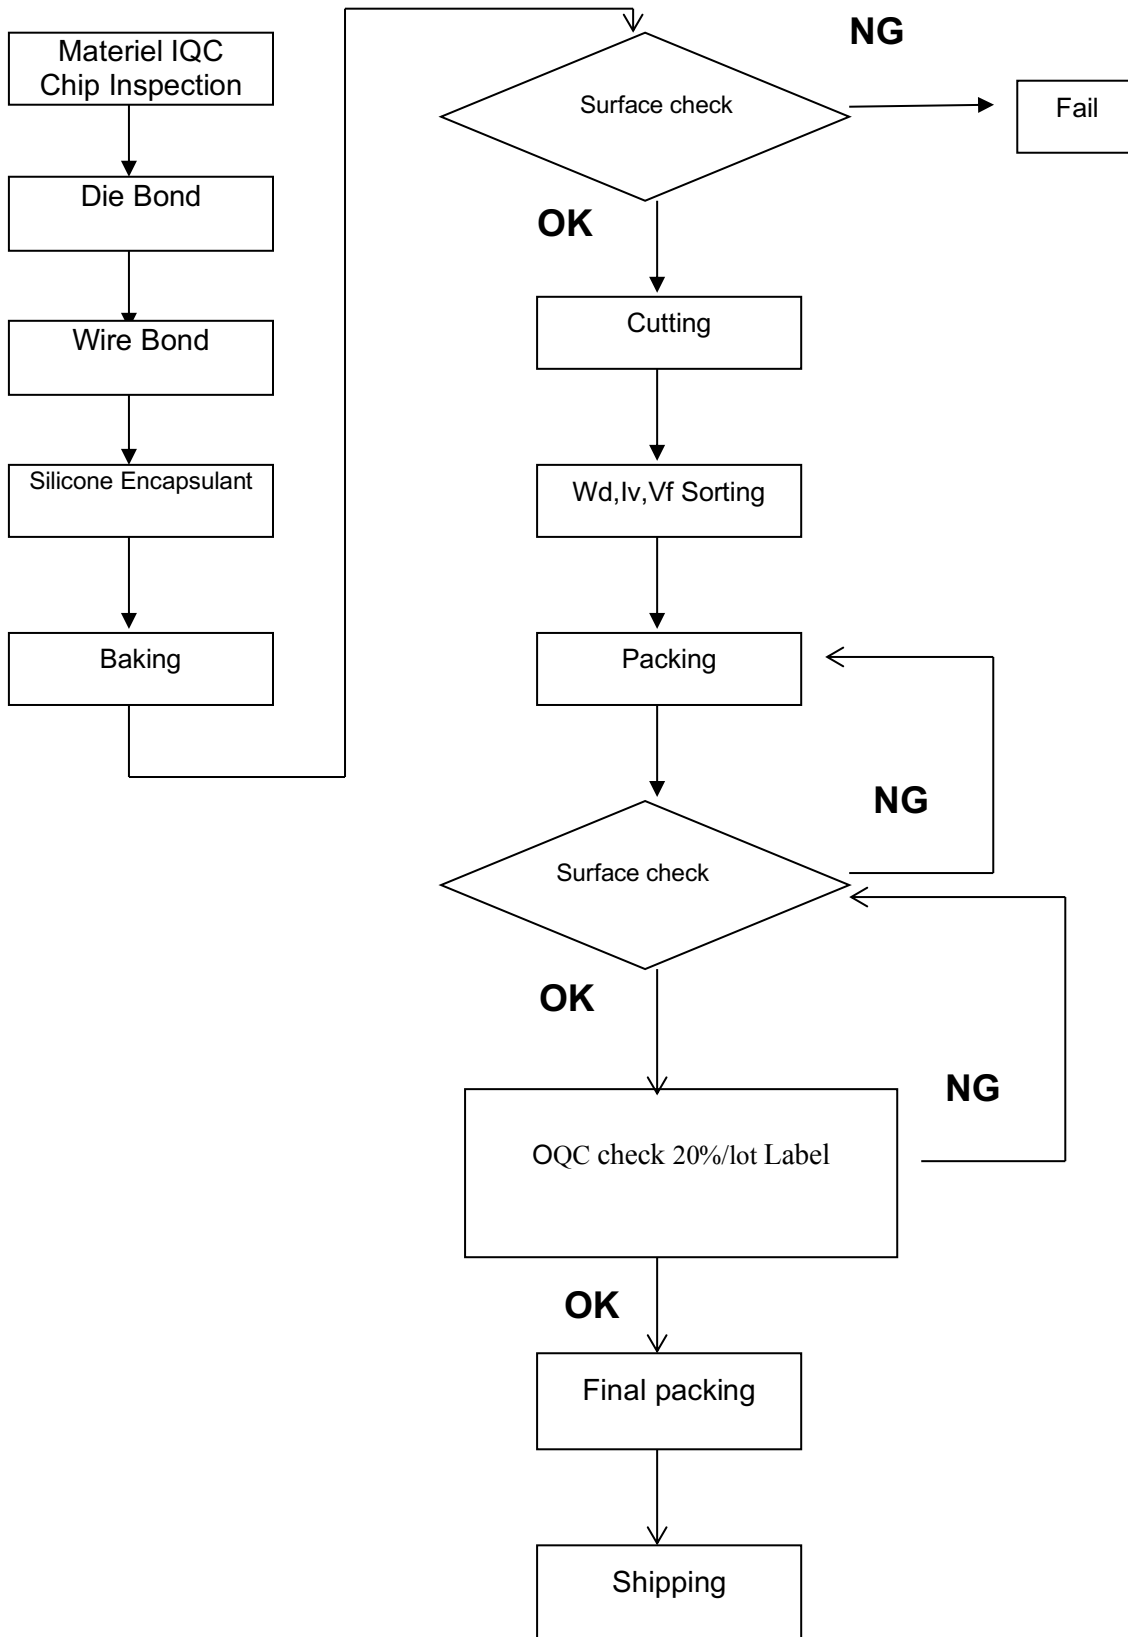 Materiel IQC
Chip Inspection
Die Bond
Wire Bond
Silicone Encapsulant
Baking
Surface check
NG
Fail
OK
Cutting
Wd,Iv,Vf Sorting
Packing
NG
Surface check
OK
NG
OQC check 20%/lot Label
OK
Final packing
Shipping